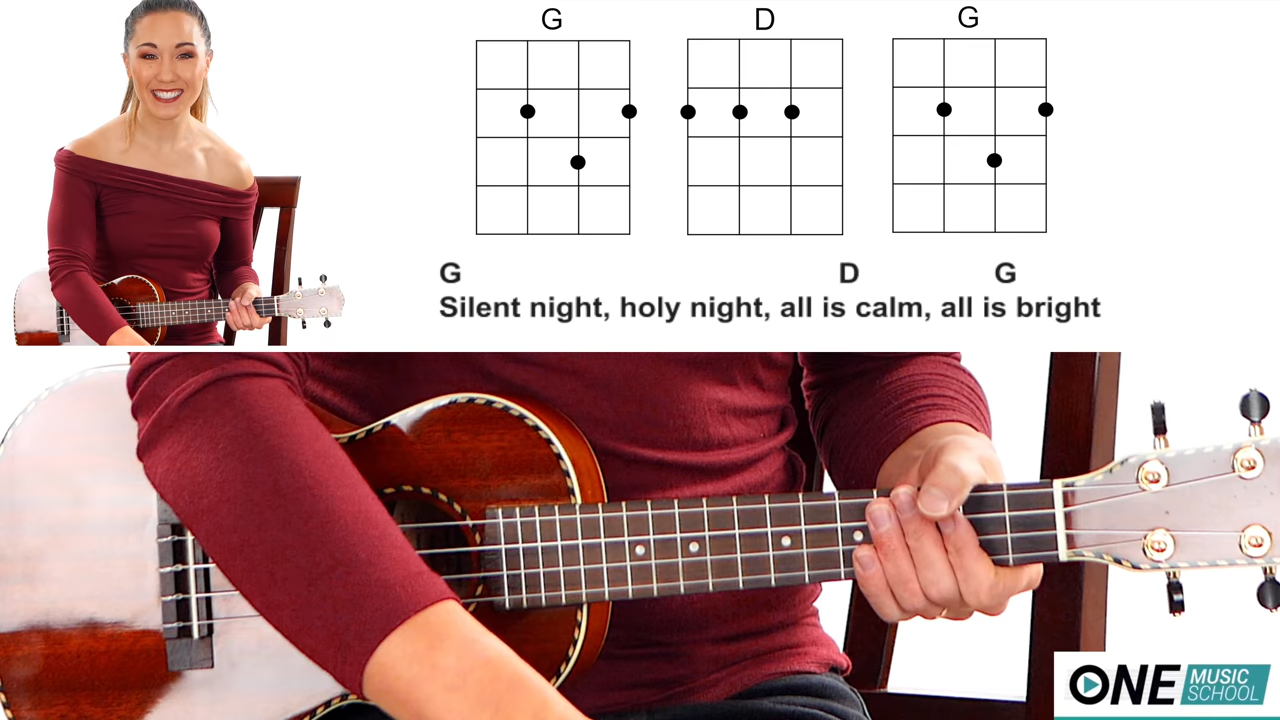 G D G
G D G
Silent night, holy night, all is calm, all is bright
ONE MUSIC SCHOOL